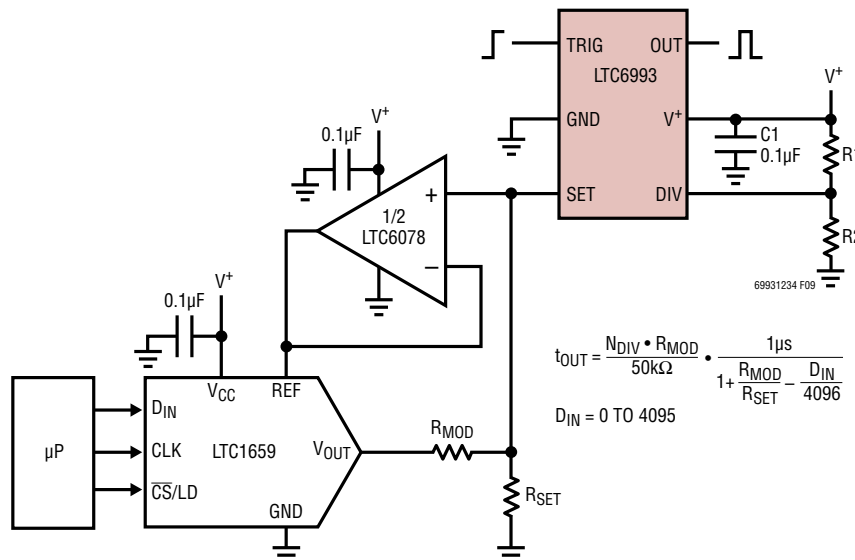 TRIG
OUT
LTC6993
GND
V+
SET
DIV
V+
C1
0.1µF
R1
R2
69931234 F09
V+
0.1µF
+
1/2
LTC6078
−
V+
0.1µF
VCC
REF
µP
DIN
CLK
CS/LD
LTC1659
VOUT
GND
RMOD
RSET
tOUT = NDIV • RMOD / 50kΩ • 1µs / 1 + RMOD / RSET − DIN / 4096
DIN = 0 TO 4095